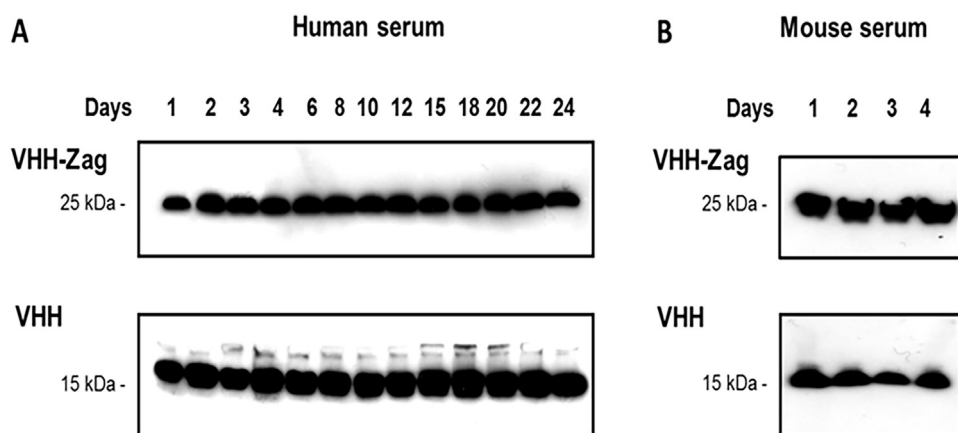 A Human serum
Days 1 2 3 4 6 8 10 12 15 18 20 22 24
VHH-Zag
25 kDa -
VHH
15 kDa -
B Mouse serum
Days 1 2 3 4
VHH-Zag
25 kDa -
VHH
15 kDa -